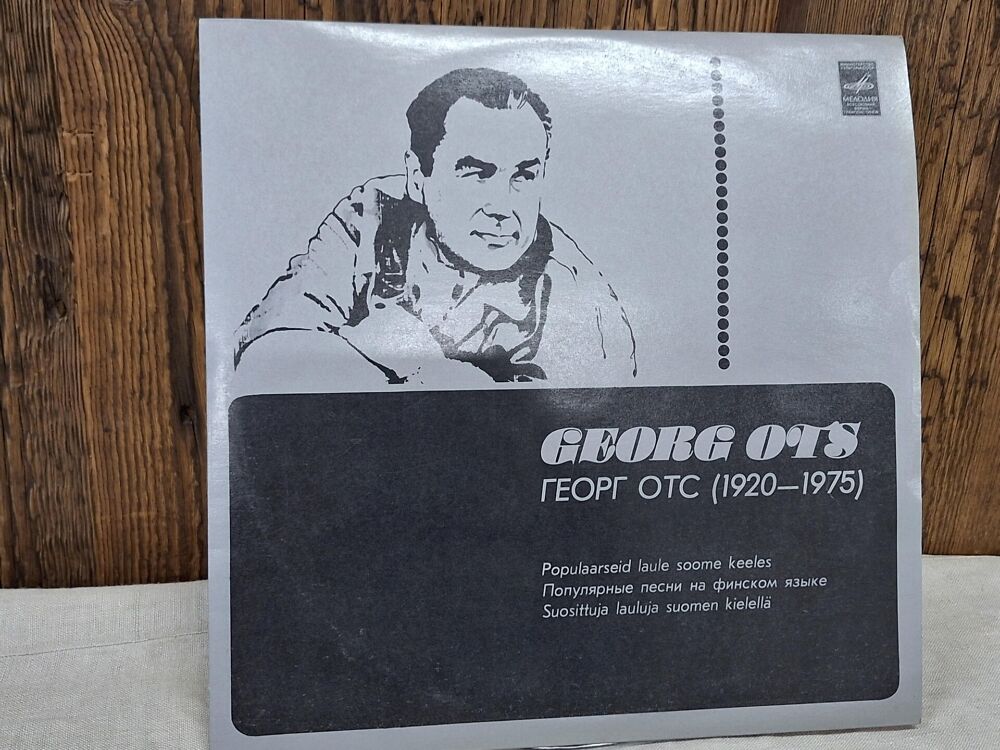 МЕЛОДИЯ
GEORG OTS
ГЕОРГ ОТС (1920—1975)
Populaarseid laule soome keeles
Популярные песни на финском языке
Suosittuja lauluja suomen kielellä